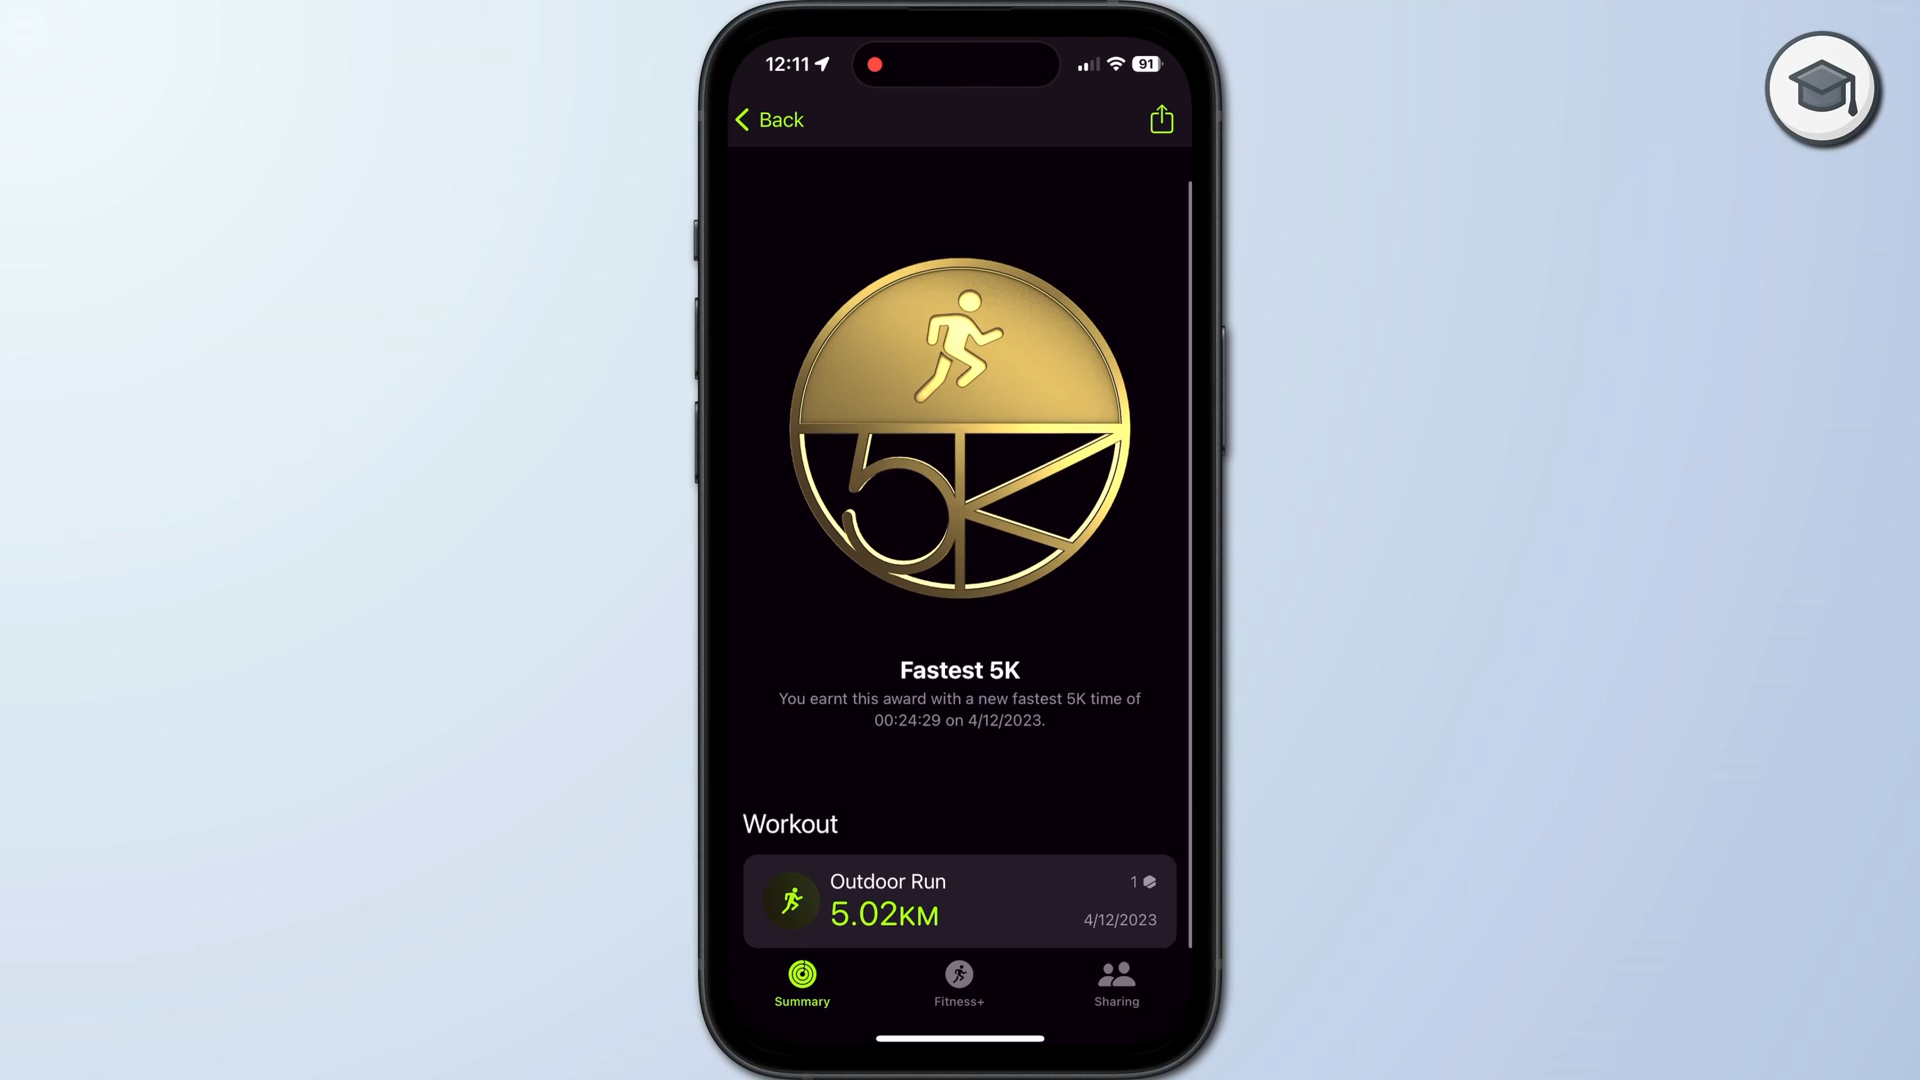 12:11
91
Back
5K
Fastest 5K
You earnt this award with a new fastest 5K time of
00:24:29 on 4/12/2023.
Workout
Outdoor Run
1
5.02KM
4/12/2023
Summary
Fitness+
Sharing